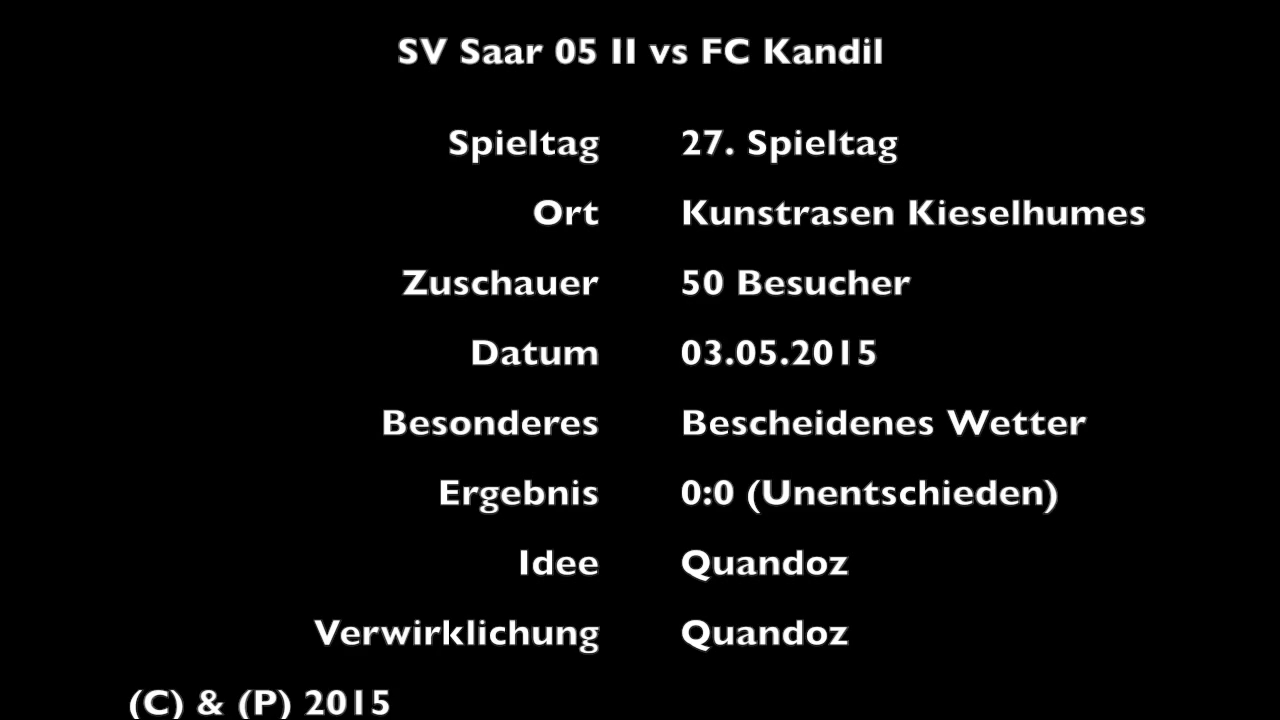 SV Saar 05 II vs FC Kandil
Spieltag 27. Spieltag
Ort Kunstrasen Kieselhumes
Zuschauer 50 Besucher
Datum 03.05.2015
Besonderes Bescheidenes Wetter
Ergebnis 0:0 (Unentschieden)
Idee Quandoz
Verwirklichung Quandoz
(C) & (P) 2015